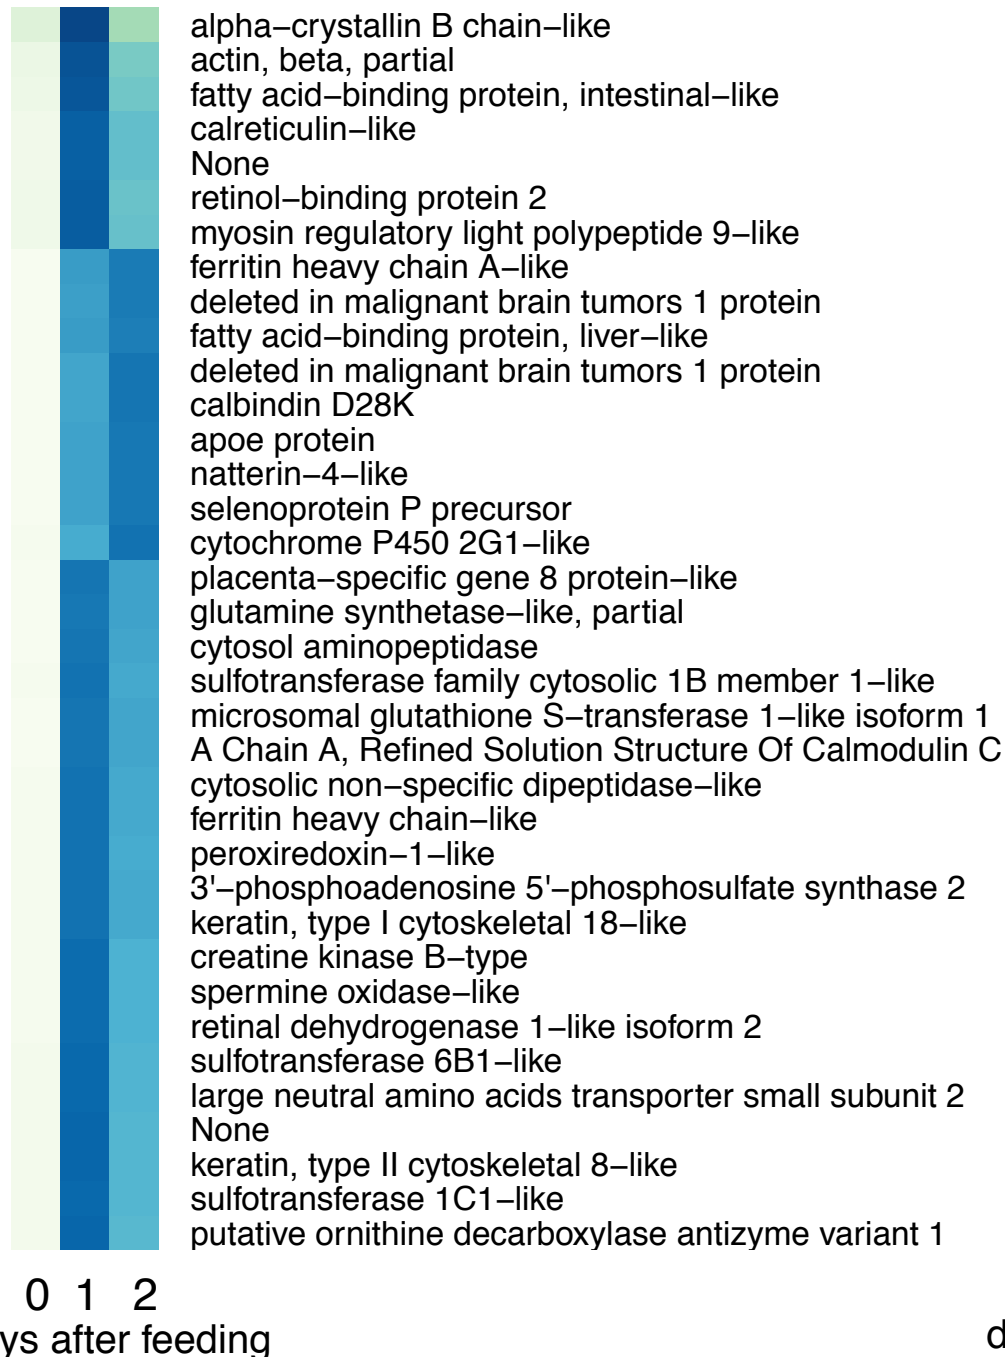 alpha−crystallin B chain−like
actin, beta, partial
fatty acid−binding protein, intestinal−like
calreticulin−like
None
retinol−binding protein 2
myosin regulatory light polypeptide 9−like
ferritin heavy chain A−like
deleted in malignant brain tumors 1 protein
fatty acid−binding protein, liver−like
deleted in malignant brain tumors 1 protein
calbindin D28K
apoe protein
natterin−4−like
selenoprotein P precursor
cytochrome P450 2G1−like
placenta−specific gene 8 protein−like
glutamine synthetase−like, partial
cytosol aminopeptidase
sulfotransferase family cytosolic 1B member 1−like
microsomal glutathione S−transferase 1−like isoform 1
A Chain A, Refined Solution Structure Of Calmodulin C
cytosolic non−specific dipeptidase−like
ferritin heavy chain−like
peroxiredoxin−1−like
3'−phosphoadenosine 5'−phosphosulfate synthase 2
keratin, type I cytoskeletal 18−like
creatine kinase B−type
spermine oxidase−like
retinal dehydrogenase 1−like isoform 2
sulfotransferase 6B1−like
large neutral amino acids transporter small subunit 2
None
keratin, type II cytoskeletal 8−like
sulfotransferase 1C1−like
putative ornithine decarboxylase antizyme variant 1
0 1 2
ys after feeding
d